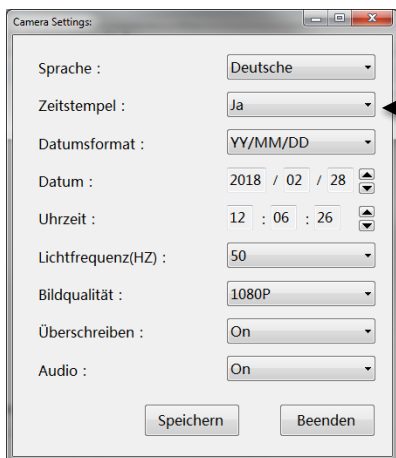 Camera Settings:
Sprache : Deutsche
Zeitstempel : Ja
Datumsformat : YY/MM/DD
Datum : 2018 / 02 / 28
Uhrzeit : 12 : 06 : 26
Lichtfrequenz(HZ) : 50
Bildqualität : 1080P
Überschreiben : On
Audio : On
Speichern Beenden